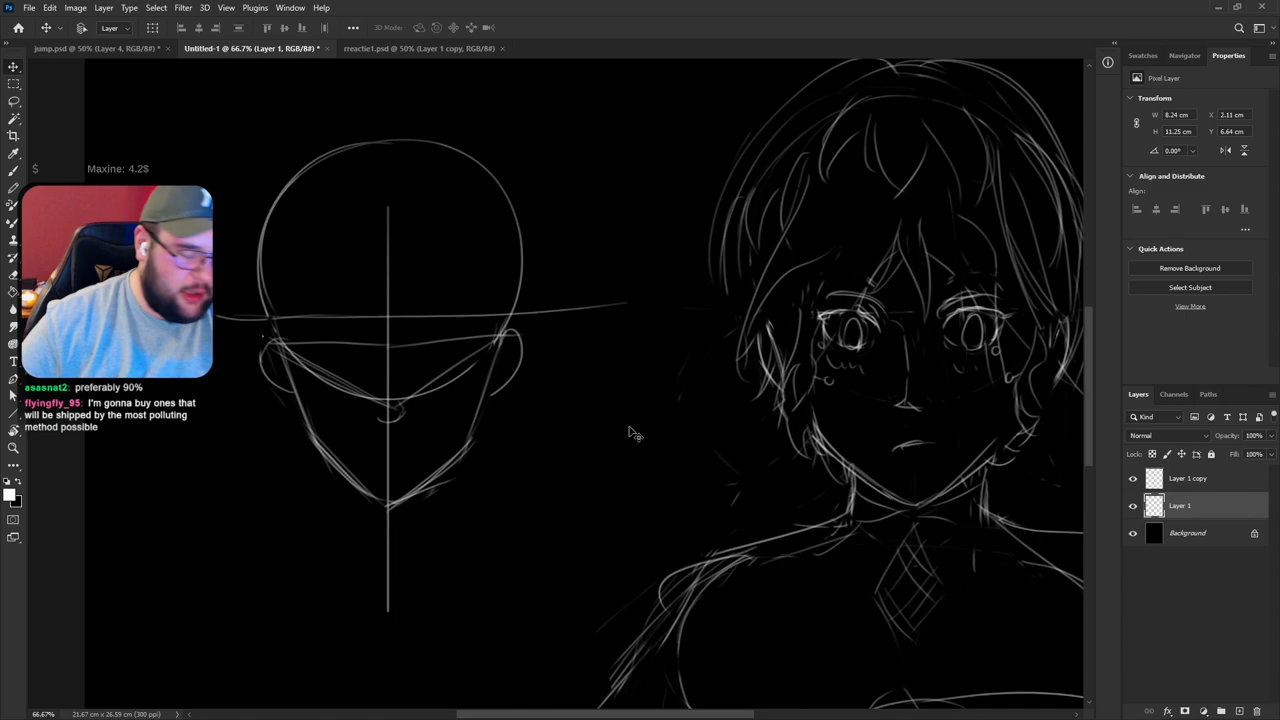 Ps File Edit Image Layer Type Select Filter 3D View Plugins Window Help
Layer 3D Mode:
jump.psd @ 50% (Layer 4, RGB/8#) * × Untitled-1 @ 66.7% (Layer 1, RGB/8#) * × rreactie1.psd @ 50% (Layer 1 copy, RGB/8#) ×
Swatches Navigator Properties
Pixel Layer
Transform
W 8.24 cm X 2.11 cm
H 11.25 cm Y 6.64 cm
0.00°
Align and Distribute
Align:
Quick Actions
Remove Background
Select Subject
View More
$ Maxine: 4.2$
asasnat2: preferably 90%
flyingfly_95: I'm gonna buy ones that
will be shipped by the most polluting
method possible
Layers Channels Paths
Kind
Normal Opacity: 100%
Lock: Fill: 100%
Layer 1 copy
Layer 1
Background
66.67% 21.67 cm x 26.59 cm (300 ppi)